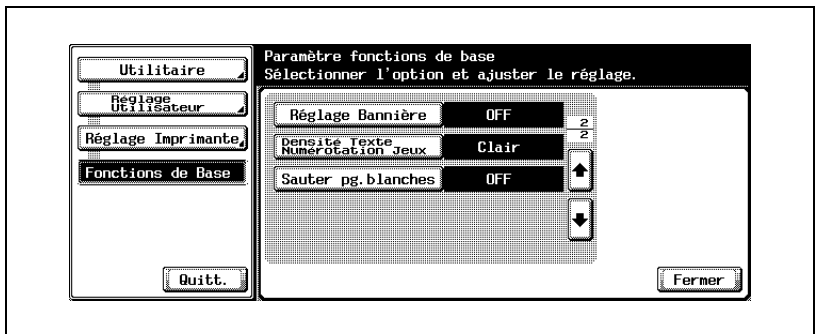 Paramètre fonctions de base
Sélectionner l'option et ajuster le réglage.
Utilitaire
Réglage
Utilisateur
Réglage Imprimante
Fonctions de Base
Quitt.
Réglage Bannière OFF
Densité Texte
Numérotation Jeux
Clair
Sauter pg.blanches OFF
2
2
Fermer